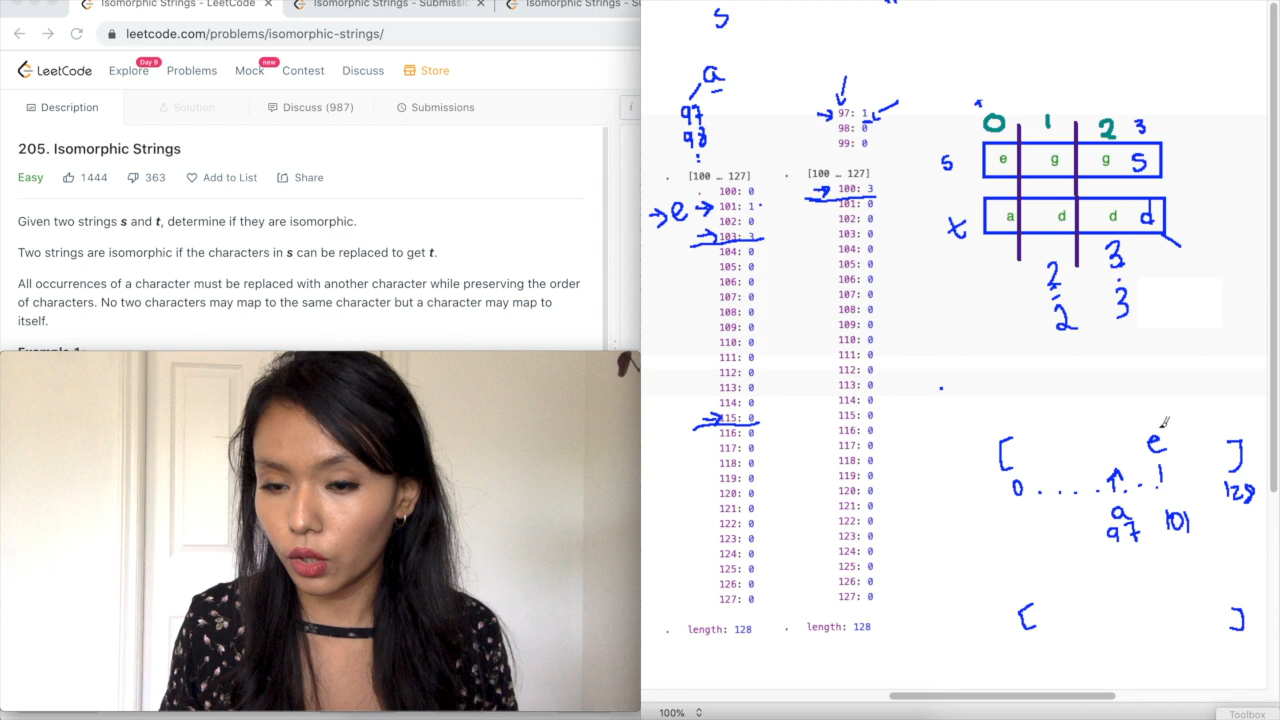 Isomorphic Strings - LeetCode
Isomorphic Strings - Submissio
Isomorphic Strings - Su
leetcode.com/problems/isomorphic-strings/
LeetCode
Explore
Day 9
Problems
Mock
new
Contest
Discuss
Store
Description
Solution
Discuss (987)
Submissions
i
205. Isomorphic Strings
Easy
1444
363
Add to List
Share
Given two strings s and t, determine if they are isomorphic.
Two strings are isomorphic if the characters in s can be replaced to get t.
All occurrences of a character must be replaced with another character while preserving the order
of characters. No two characters may map to the same character but a character may map to
itself.
Example 1:
s
a
97
98
:
[100 … 127]
100: 0
e
101: 1
102: 0
103: 3
104: 0
105: 0
106: 0
107: 0
108: 0
109: 0
110: 0
111: 0
112: 0
113: 0
114: 0
115: 0
116: 0
117: 0
118: 0
119: 0
120: 0
121: 0
122: 0
123: 0
124: 0
125: 0
126: 0
127: 0
length: 128
97: 1
98: 0
99: 0
[100 … 127]
100: 3
101: 0
102: 0
103: 0
104: 0
105: 0
106: 0
107: 0
108: 0
109: 0
110: 0
111: 0
112: 0
113: 0
114: 0
115: 0
116: 0
117: 0
118: 0
119: 0
120: 0
121: 0
122: 0
123: 0
124: 0
125: 0
126: 0
127: 0
length: 128
0 1 2 3
s e g g s
t a d d d
2 3
2 3
[ e ]
0 . . . . . . 128
a
97 101
[ ]
100%
Toolbox